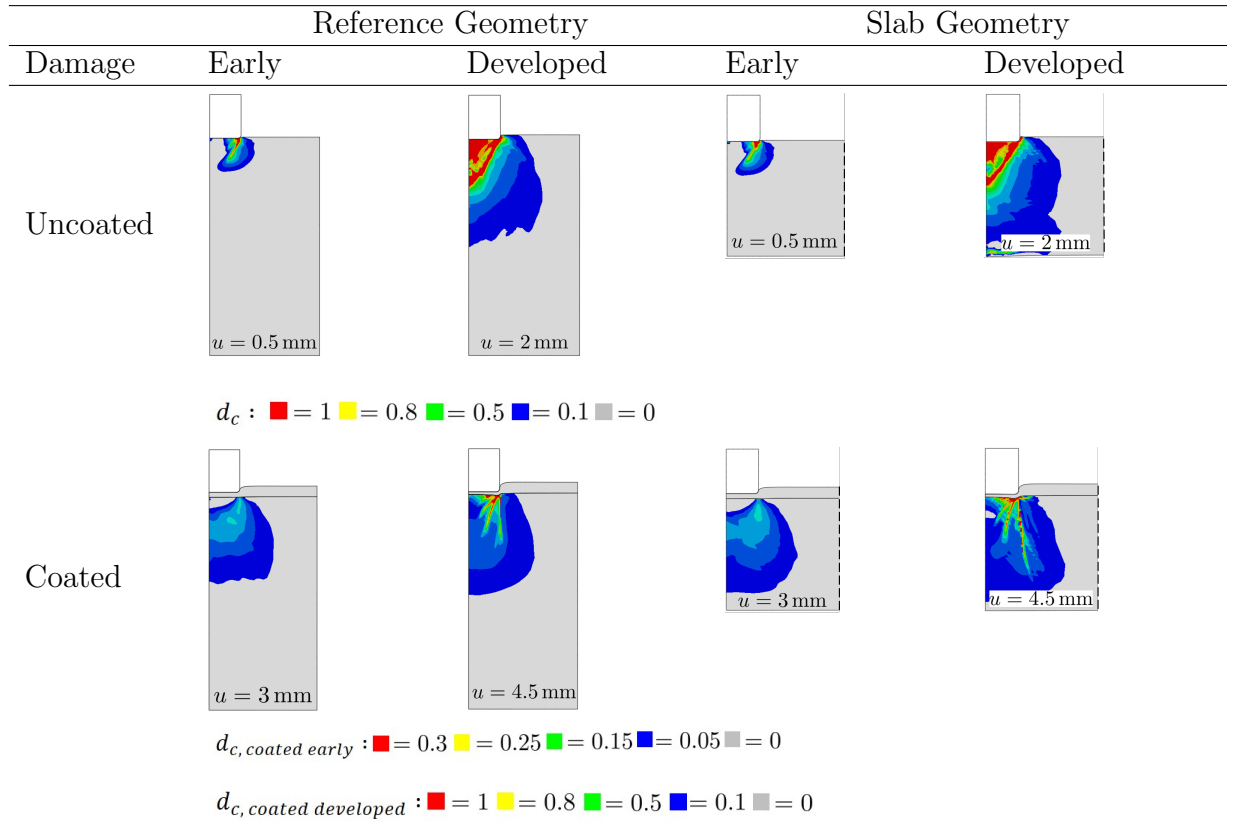 Reference Geometry Slab Geometry
Damage Early Developed Early Developed
Uncoated
u = 0.5 mm u = 2 mm u = 0.5 mm u = 2 mm
d_c : = 1 = 0.8 = 0.5 = 0.1 = 0
Coated
u = 3 mm u = 4.5 mm u = 3 mm u = 4.5 mm
d_{c, coated early} : = 0.3 = 0.25 = 0.15 = 0.05 = 0
d_{c, coated developed} : = 1 = 0.8 = 0.5 = 0.1 = 0